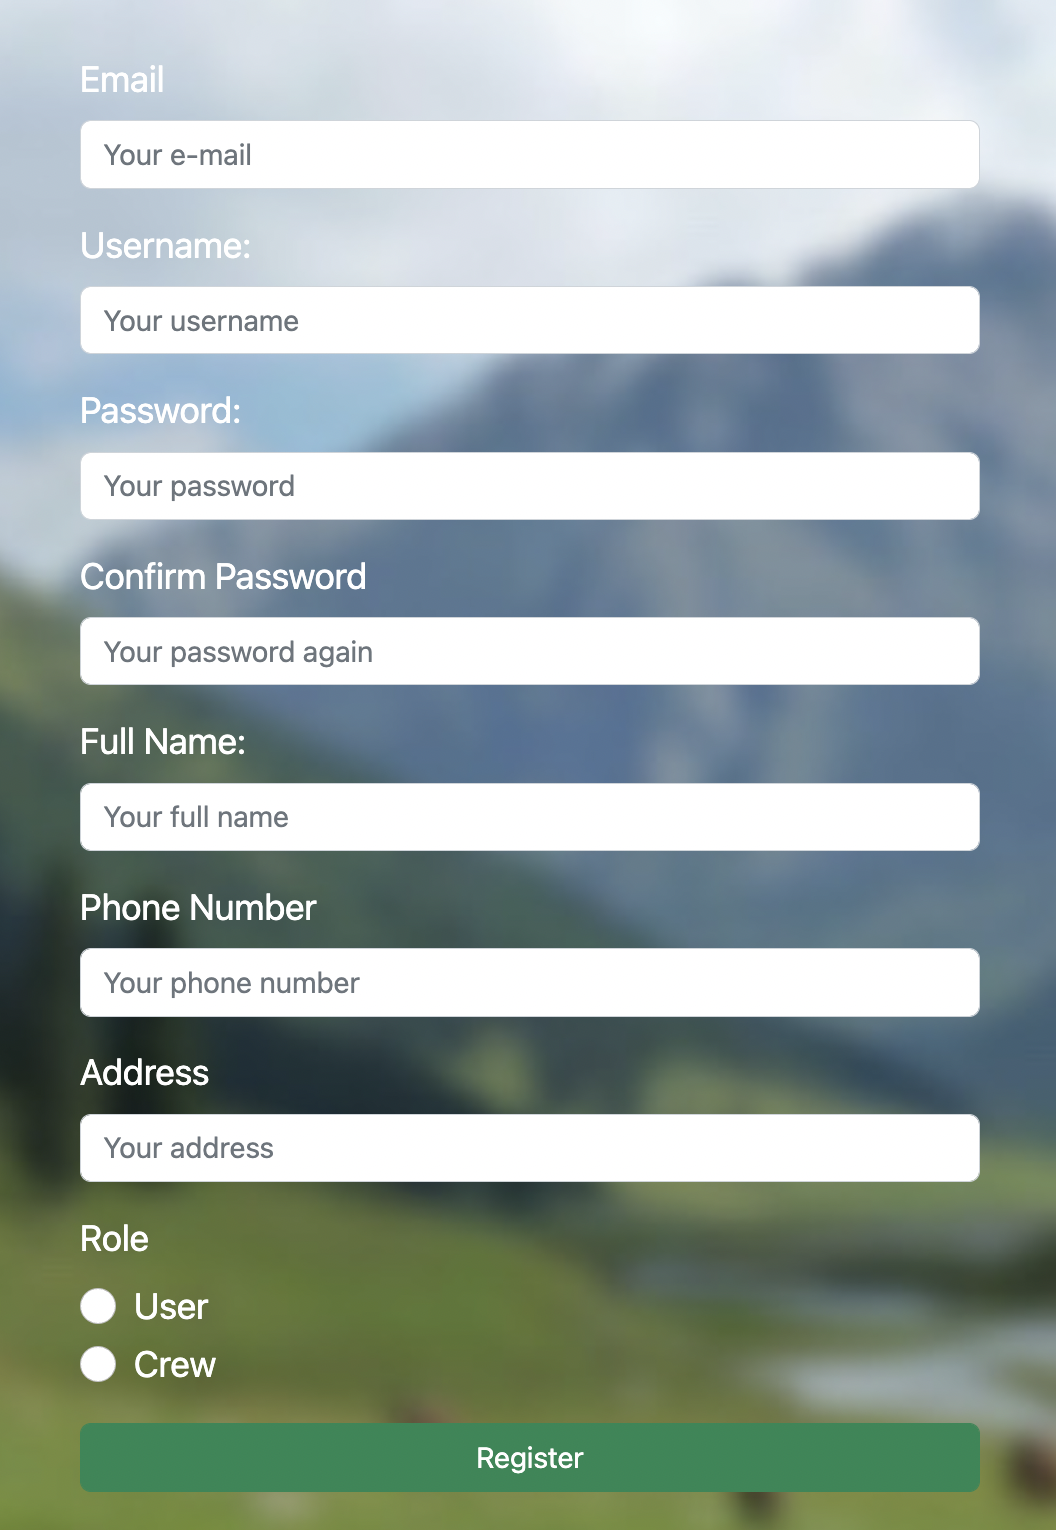 Email
Your e-mail
Username:
Your username
Password:
Your password
Confirm Password
Your password again
Full Name:
Your full name
Phone Number
Your phone number
Address
Your address
Role
User
Crew
Register